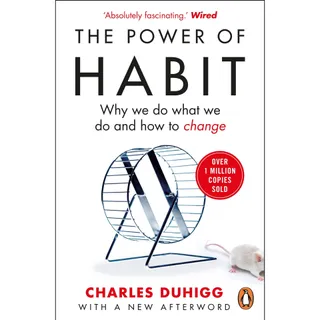 'Absolutely fascinating.' Wired
THE POWER OF
HABIT
Why we do what we
do and how to change
OVER
1 MILLION
COPIES
SOLD
CHARLES DUHIGG
WITH A NEW AFTERWORD